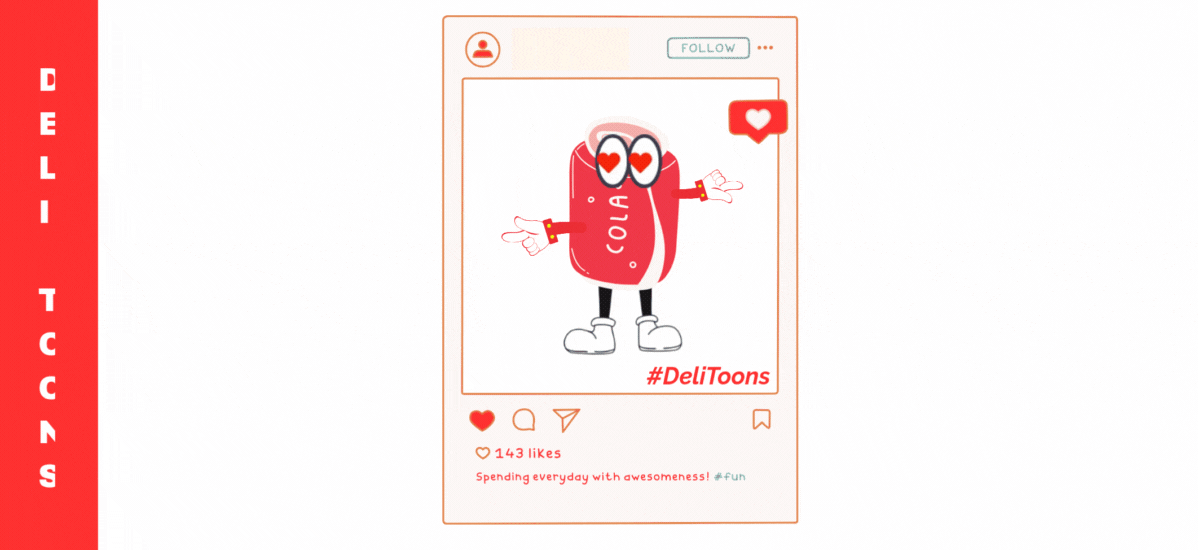 DELI TOONS
FOLLOW
COLA
#DeliToons
143 likes
Spending everyday with awesomeness! #fun